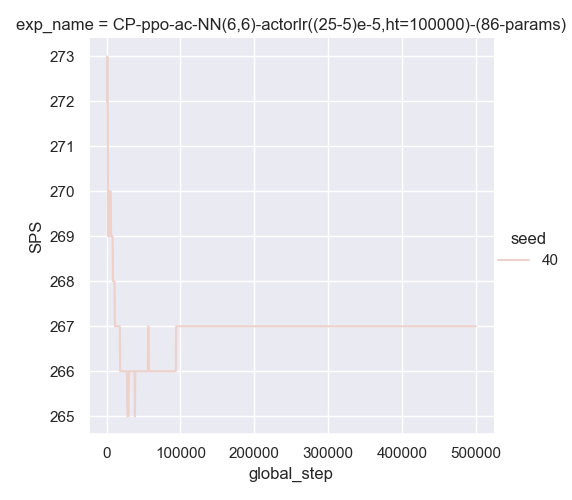 exp_name = CP-ppo-ac-NN(6,6)-actorlr((25-5)e-5,ht=100000)-(86-params)
273
272
271
270
269
268
267
266
265
SPS
0 100000 200000 300000 400000 500000
global_step
seed
40